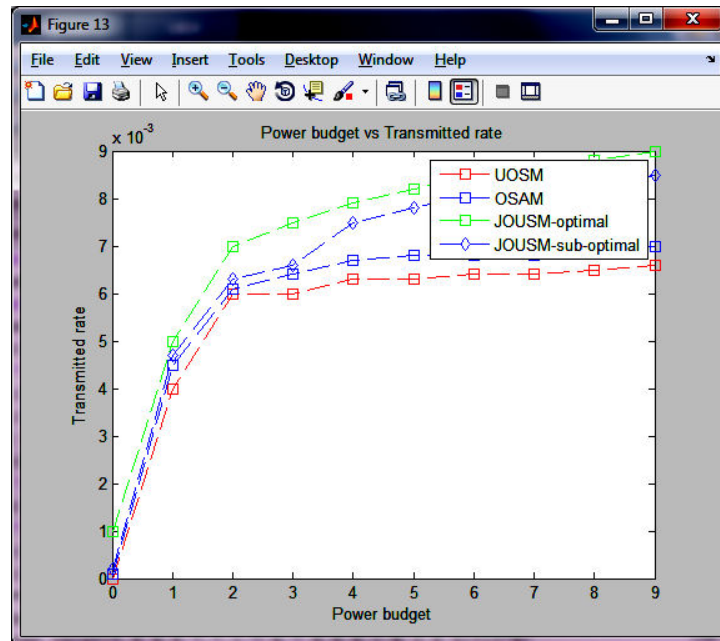 Figure 13
File Edit View Insert Tools Desktop Window Help
x 10^-3
Power budget vs Transmitted rate
9
8
7
6
5
4
3
2
1
0
Transmitted rate
UOSM
OSAM
JOUSM-optimal
JOUSM-sub-optimal
0 1 2 3 4 5 6 7 8 9
Power budget